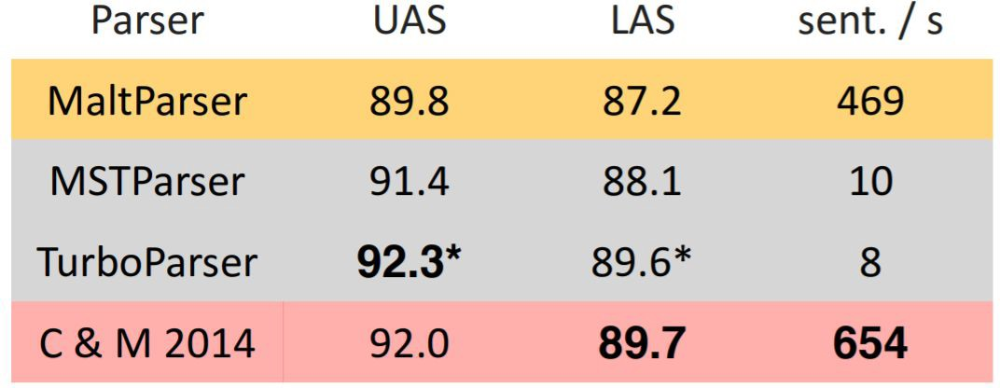 Parser UAS LAS sent. / s
MaltParser 89.8 87.2 469
MSTParser 91.4 88.1 10
TurboParser 92.3* 89.6* 8
C & M 2014 92.0 89.7 654